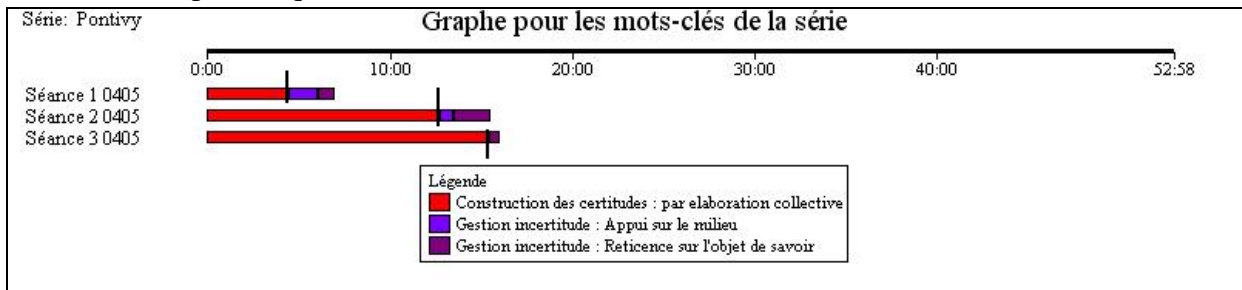 Série: Pontivy
Graphe pour les mots-clés de la série
0:00 10:00 20:00 30:00 40:00 52:58
Séance 1 0405
Séance 2 0405
Séance 3 0405
Légende
Construction des certitudes : par elaboration collective
Gestion incertitude : Appui sur le milieu
Gestion incertitude : Reticence sur l'objet de savoir